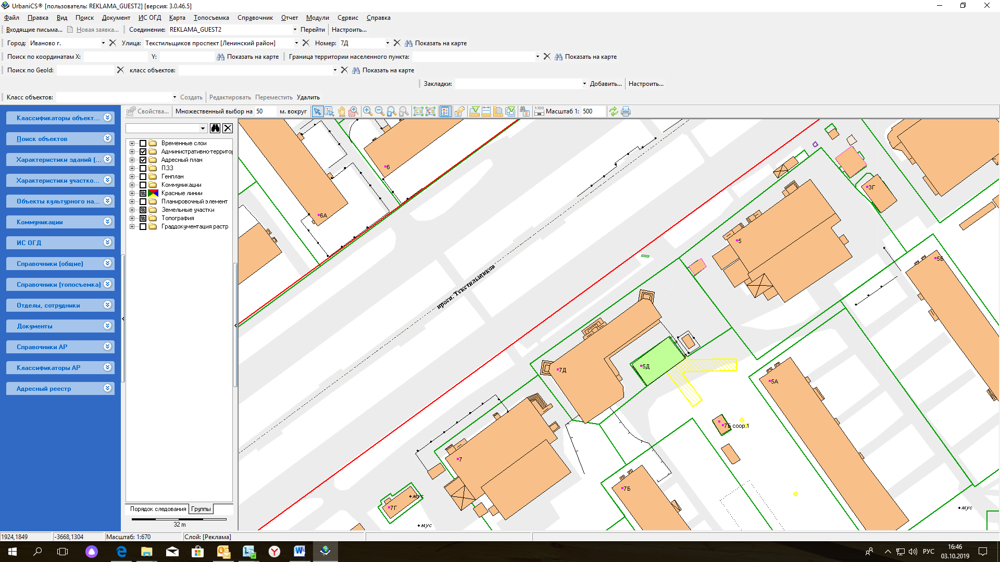 UrbaniCS® [пользователь: REKLAMA_GUEST2] [версия: 3.0.46.5]
Файл Правка Вид Поиск Документ ИС ОГД Карта Топосъемка Справочник Отчет Модули Сервис Справка
Входящие письма... Новая заявка... Соединение: REKLAMA_GUEST2 Перейти Настроить...
Город: Иваново г. Улица: Текстильщиков проспект [Ленинский район] Номер: 7Д Показать на карте
Поиск по координатам X: Y: Показать на карте Граница территории населенного пункта: Показать на карте
Поиск по GeoId: класс объектов: Показать на карте
Закладки: Добавить... Настроить...
Класс объектов: Создать Редактировать Переместить Удалить
Свойства... Множественный выбор на 50 м. вокруг 1:100 Масштаб 1: 500
Классификаторы объект...
Поиск объектов
Характеристики зданий (...
Характеристики участко...
Объекты культурного на...
Коммуникации
ИС ОГД
Справочники (общие)
Справочники (топосъемка)
Отделы, сотрудники
Документы
Справочники АР
Классификаторы АР
Адресный реестр
Временные слои
Административно-территор
Адресный план
ПЗЗ
Генплан
Коммуникации
Красные линии
Планировочный элемент
Земельные участки
Топография
Граддокументация растр
Порядок следования Группы
32 m
6
6А
3Г
5
5Б
просп. Текстильщиков
7Д
5Д
5А
7Б соор.1
7
7Б
мус
7Г
мус
мус
1924,1849 -3668,1304 Масштаб: 1:670 Слой: [Реклама]
РУС
16:46
03.10.2019